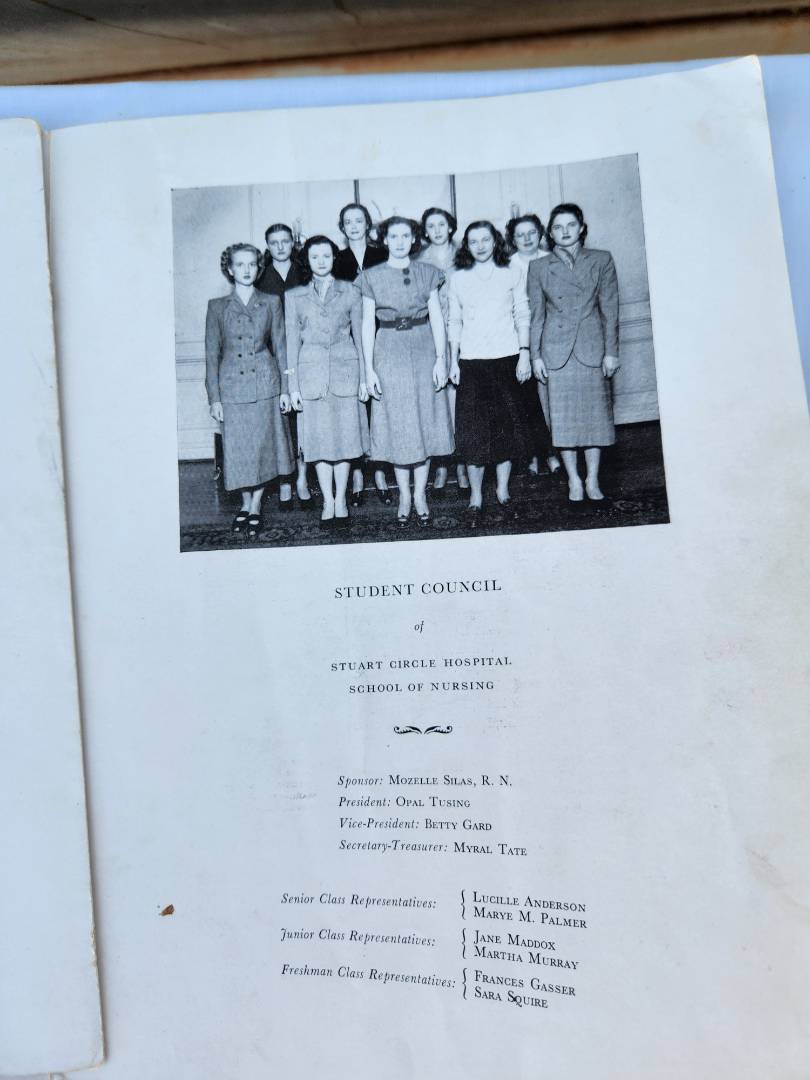 STUDENT COUNCIL
of
STUART CIRCLE HOSPITAL
SCHOOL OF NURSING
Sponsor: MOZELLE SILAS, R. N.
President: OPAL TUSING
Vice-President: BETTY GARD
Secretary-Treasurer: MYRAL TATE
Senior Class Representatives: { LUCILLE ANDERSON
MARYE M. PALMER
Junior Class Representatives: { JANE MADDOX
MARTHA MURRAY
Freshman Class Representatives: { FRANCES GASSER
SARA SQUIRE